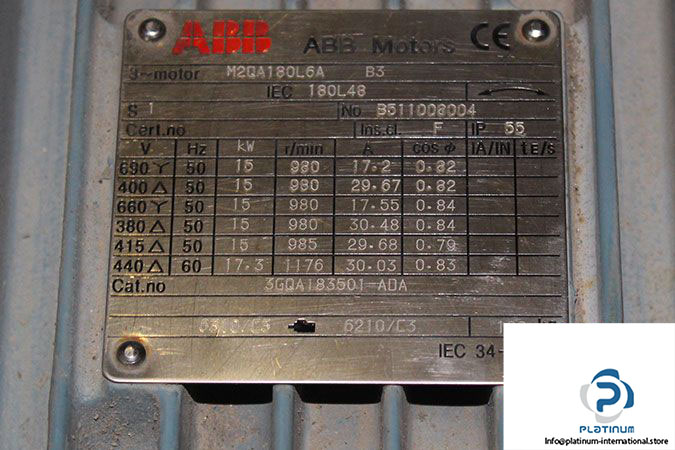 ABB ABB Motors CE
3~motor M2QA180L6A B3
IEC 180L48
S 1 No. B511008004
Cert.no Ins.cl. F IP 55
V Hz kW r/min A cos φ IA/IN tE/s
690 Y 50 15 980 17.2 0.82
400 Δ 50 15 980 29.67 0.82
660 Y 50 15 980 17.55 0.84
380 Δ 50 15 980 30.48 0.84
415 Δ 50 15 985 29.68 0.79
440 Δ 60 17.3 1176 30.03 0.83
Cat.no 3GQA183501-ADA
6310/C3 6210/C3
IEC 34-
PLATINUM
Info@platinum-international.store